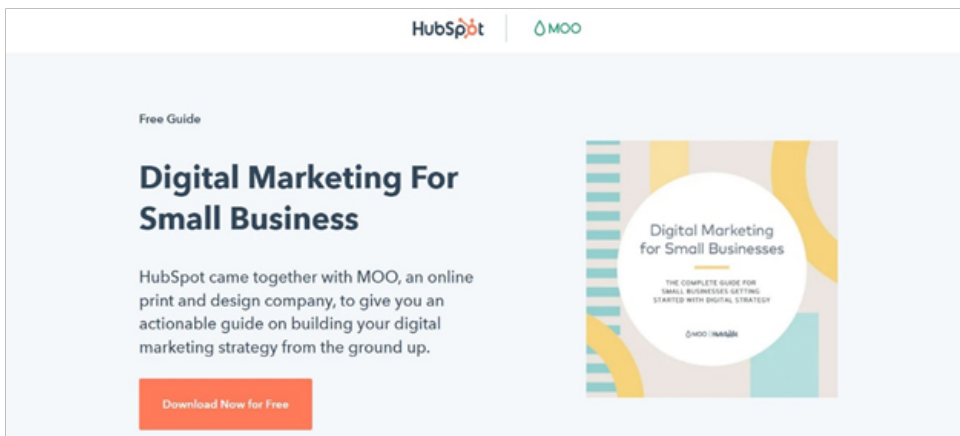 HubSpot MOO
Free Guide
Digital Marketing For
Small Business
HubSpot came together with MOO, an online
print and design company, to give you an
actionable guide on building your digital
marketing strategy from the ground up.
Download Now for Free
Digital Marketing
for Small Businesses
THE COMPLETE GUIDE FOR
SMALL BUSINESSES GETTING
STARTED WITH DIGITAL STRATEGY
MOO HubSpot